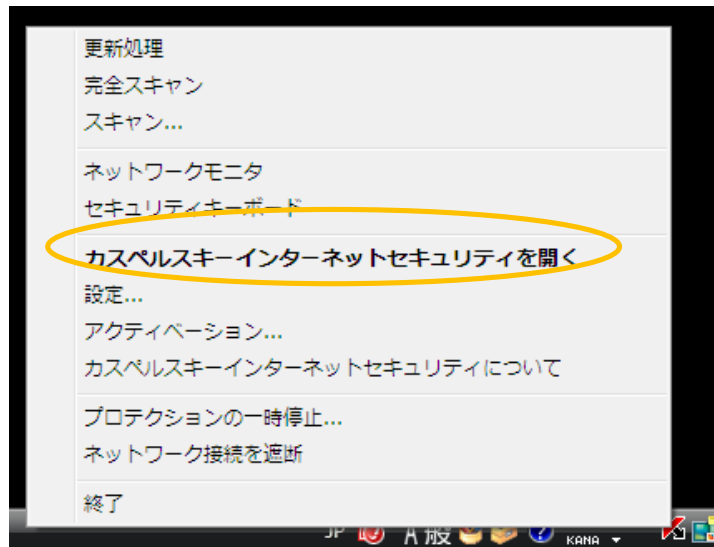 更新処理
完全スキャン
スキャン...
ネットワークモニタ
セキュリティキーボード
カスペルスキーインターネットセキュリティを開く
設定...
アクティベーション...
カスペルスキーインターネットセキュリティについて
プロテクションの一時停止...
ネットワーク接続を遮断
終了
JP A 般 KANA